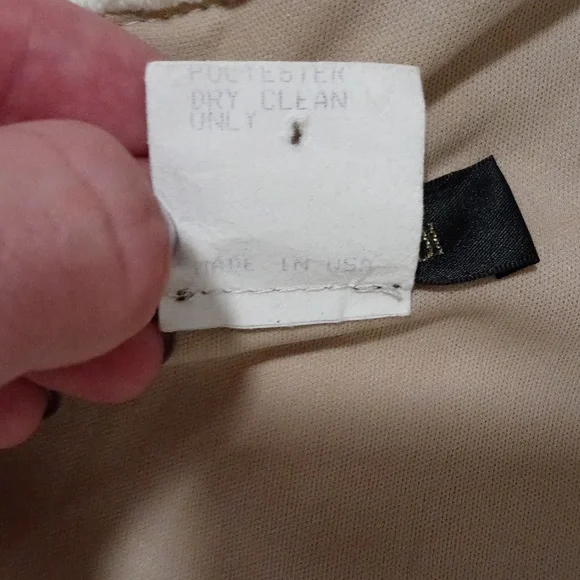 POLYESTER
DRY CLEAN
ONLY
MADE IN USA